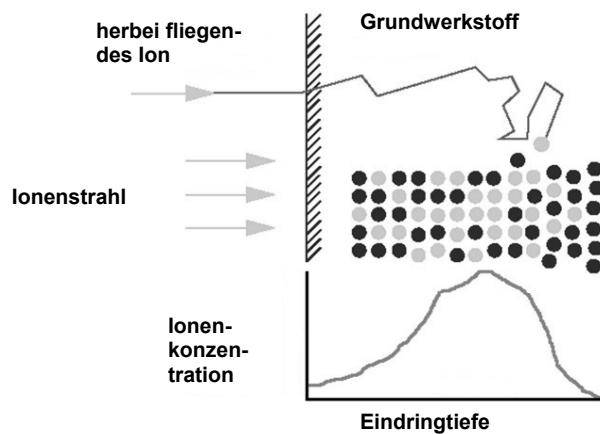 herbei fliegen-
des Ion
Grundwerkstoff
Ionenstrahl
Ionen-
konzen-
tration
Eindringtiefe